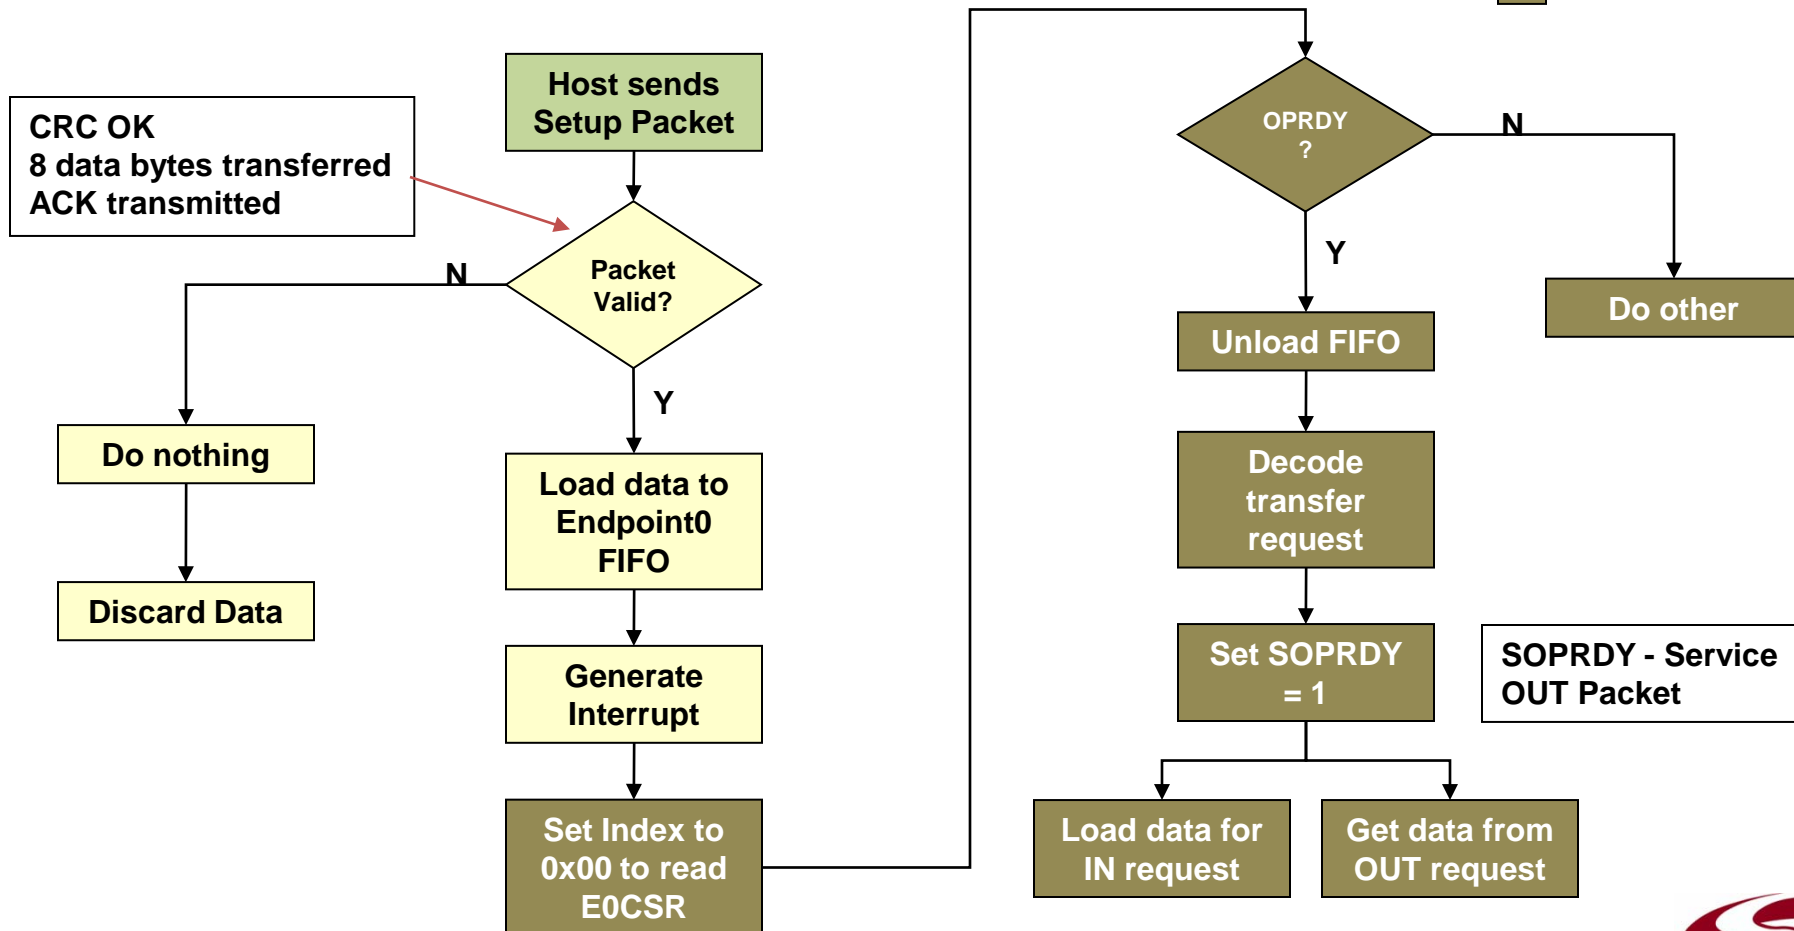 CRC OK
8 data bytes transferred
ACK transmitted
Host sends
Setup Packet
Packet
Valid?
N
Y
Do nothing
Discard Data
Load data to
Endpoint0
FIFO
Generate
Interrupt
Set Index to
0x00 to read
E0CSR
OPRDY
?
N
Y
Do other
Unload FIFO
Decode
transfer
request
Set SOPRDY
= 1
SOPRDY - Service
OUT Packet
Load data for
IN request
Get data from
OUT request